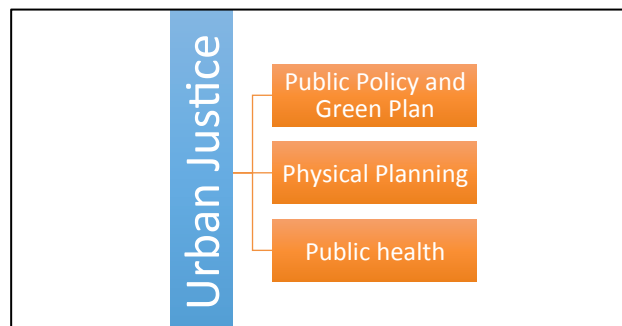 Urban Justice
Public Policy and
Green Plan
Physical Planning
Public health